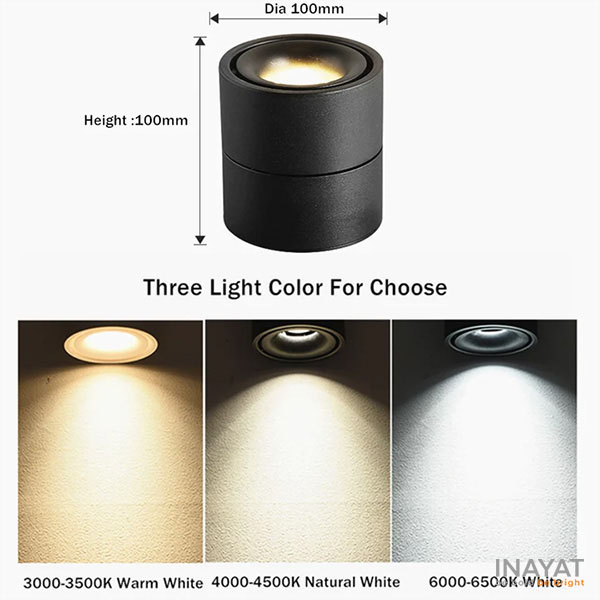 Dia 100mm
Height :100mm
Three Light Color For Choose
3000-3500K Warm White
4000-4500K Natural White
6000-6500K White
INAYAT